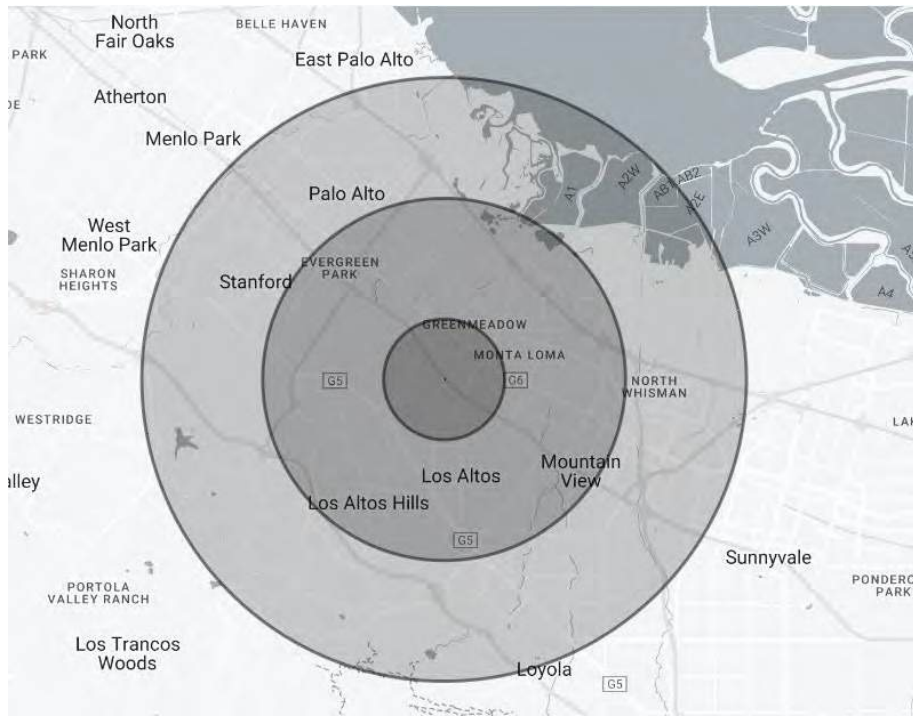 North
Fair Oaks
BELLE HAVEN
PARK
East Palo Alto
Atherton
Menlo Park
A1
A2W
AB1
AB2
A2E
Palo Alto
West
Menlo Park
A3W
EVERGREEN
PARK
SHARON
HEIGHTS
Stanford
A4
GREENMEADOW
MONTA LOMA
G5
G6
NORTH
WHISMAN
WESTRIDGE
LAK
alley
Los Altos
Mountain
View
Los Altos Hills
G5
Sunnyvale
PORTOLA
VALLEY RANCH
PONDERO
PARK
Los Trancos
Woods
Loyola
G5